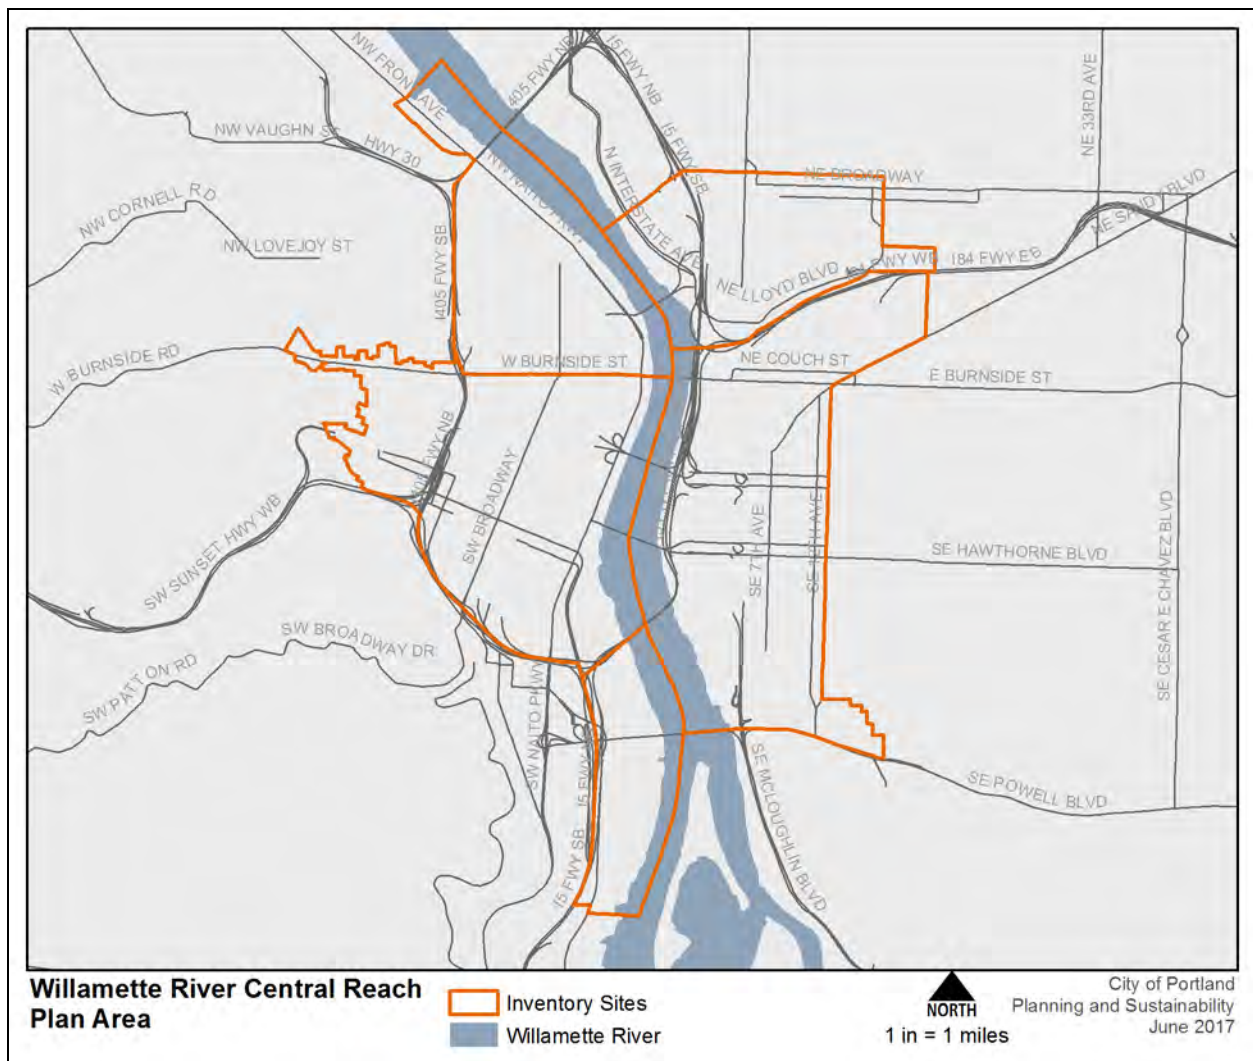 NW FRONT AVE
I5 FWY NB
405 FWY NB
NE 33RD AVE
NW VAUGHN ST
HWY 30
I5 FWY SB
NE BROADWAY
NW CORNELL RD
N INTERSTATE AVE
NE SANDY BLVD
NW LOVEJOY ST
I405 FWY SB
I84 FWY EB
NE LLOYD BLVD
W BURNSIDE RD
W BURNSIDE ST
NE COUCH ST
E BURNSIDE ST
SW BROADWAY
SE 7TH AVE
SW SUNSET HWY WB
SE HAWTHORNE BLVD
SE CESAR E CHAVEZ BLVD
SW BROADWAY DR
SW PATTON RD
SW NAITO PKWY
I5 FWY SB
SE MCLOUGHLIN BLVD
SE POWELL BLVD
Willamette River Central Reach
Plan Area
Inventory Sites
Willamette River
NORTH
1 in = 1 miles
City of Portland
Planning and Sustainability
June 2017